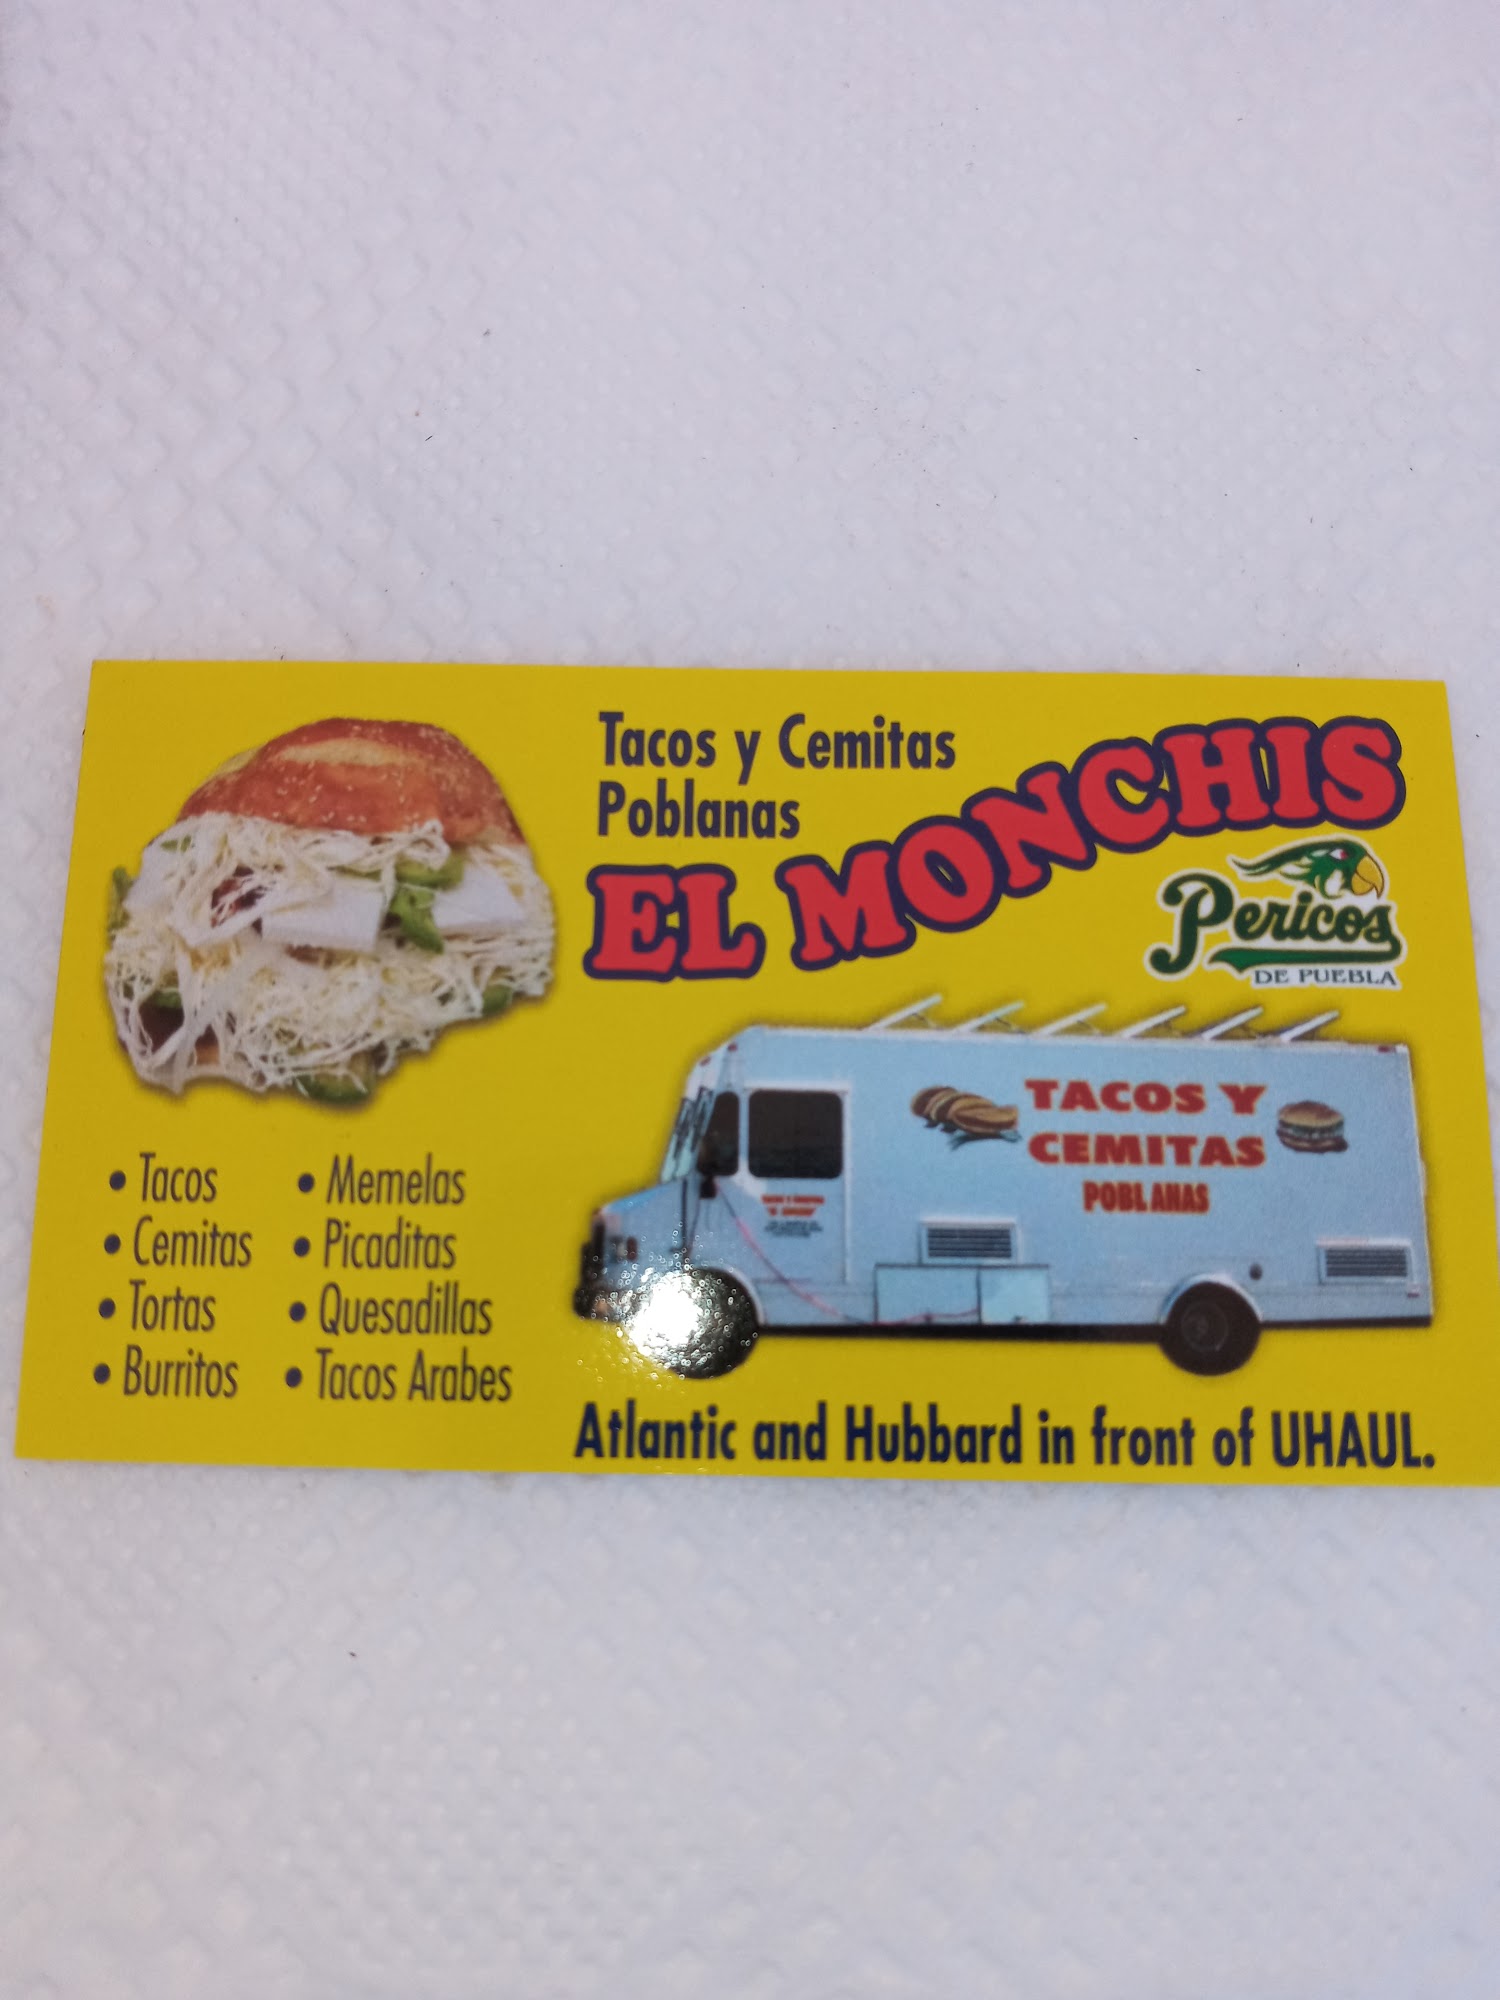 Tacos y Cemitas
Poblanas
EL MONCHIS
Pericos
DE PUEBLA
TACOS Y
CEMITAS
POBLANAS
• Tacos
• Cemitas
• Tortas
• Burritos
• Memelas
• Picaditas
• Quesadillas
• Tacos Arabes
Atlantic and Hubbard in front of UHAUL.